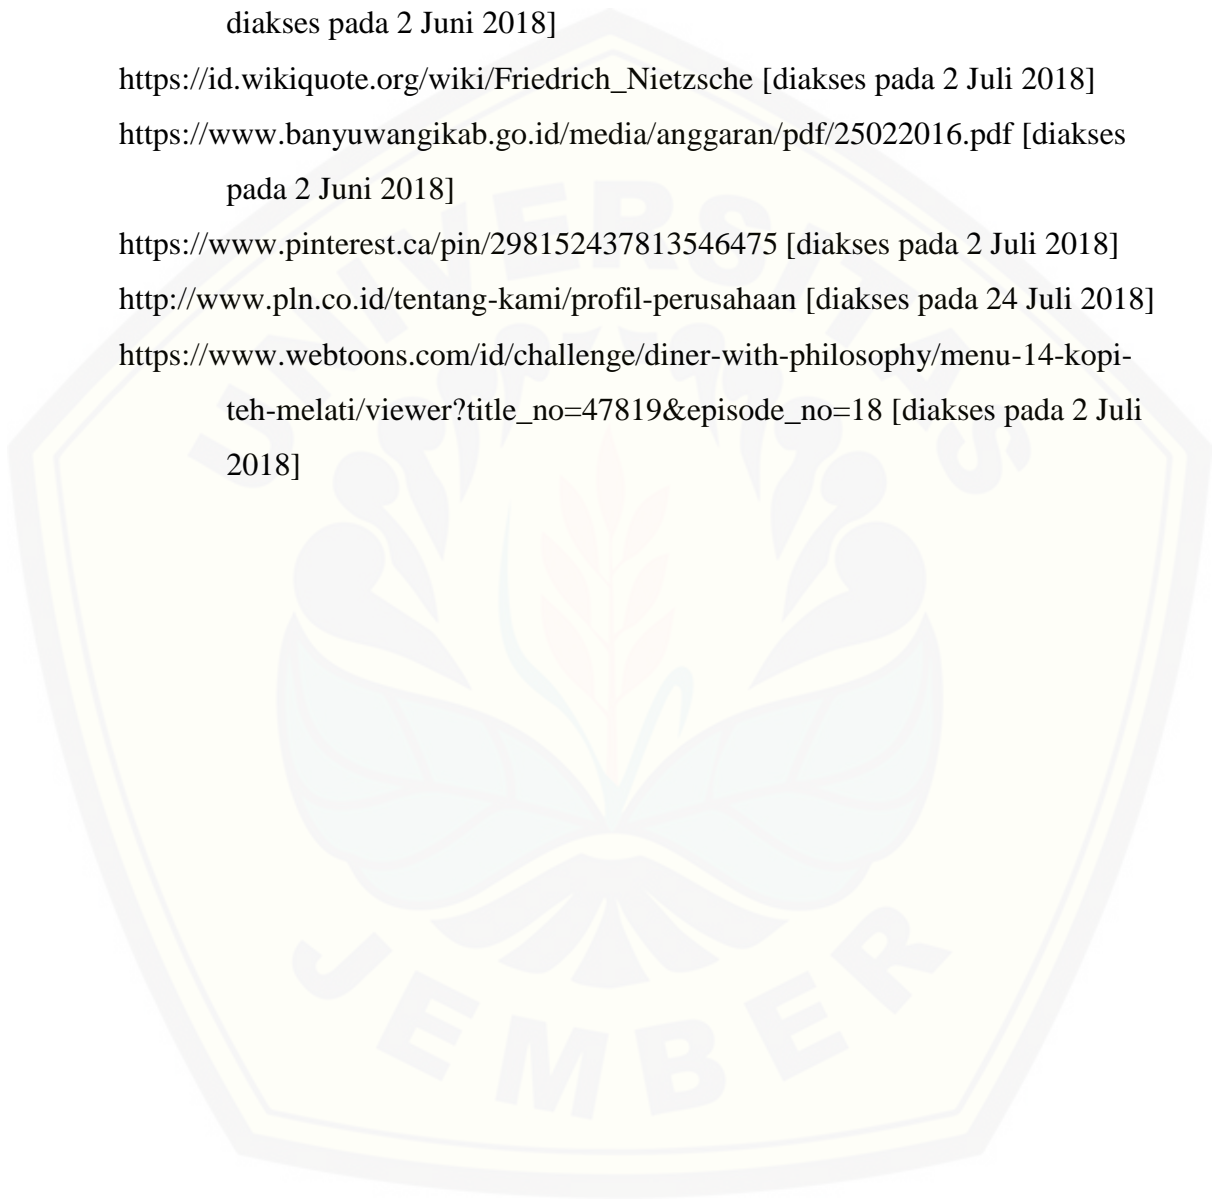 diakses pada 2 Juni 2018]
https://id.wikiquote.org/wiki/Friedrich_Nietzsche [diakses pada 2 Juli 2018]
https://www.banyuwangikab.go.id/media/anggaran/pdf/25022016.pdf [diakses
pada 2 Juni 2018]
https://www.pinterest.ca/pin/298152437813546475 [diakses pada 2 Juli 2018]
http://www.pln.co.id/tentang-kami/profil-perusahaan [diakses pada 24 Juli 2018]
https://www.webtoons.com/id/challenge/diner-with-philosophy/menu-14-kopi-
teh-melati/viewer?title_no=47819&episode_no=18 [diakses pada 2 Juli
2018]
UNIVERSITAS
JEMBER